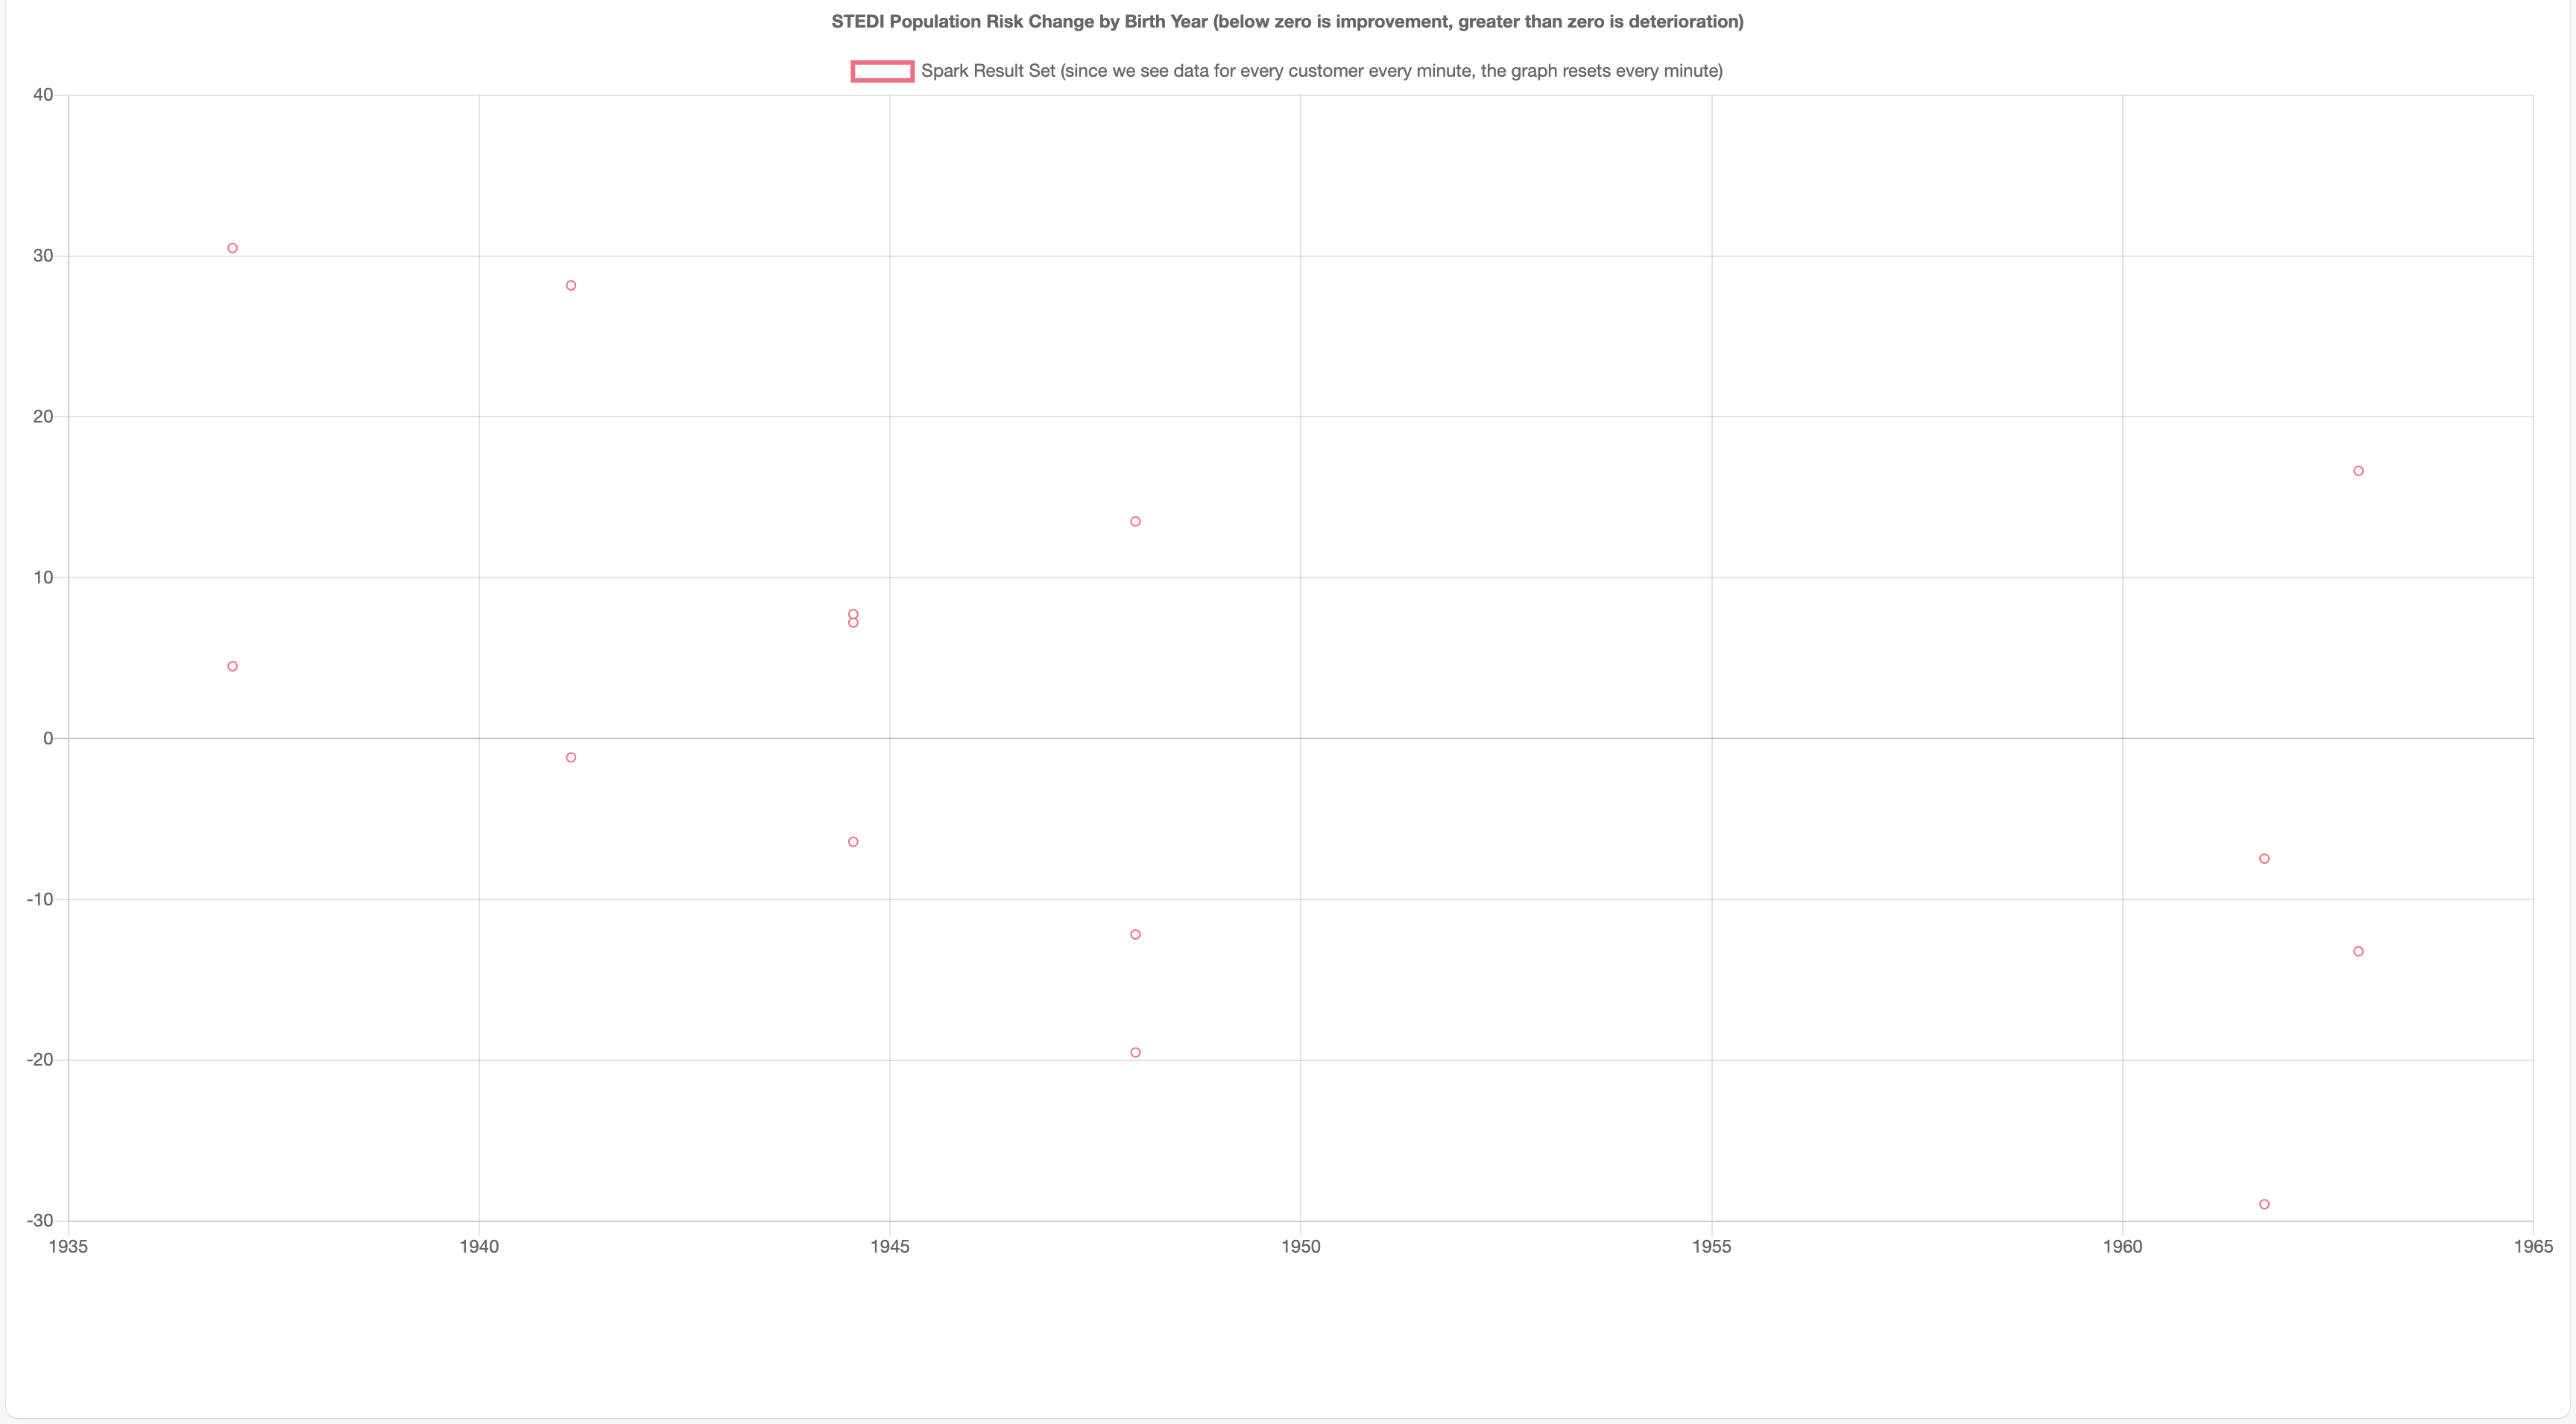 STEDI Population Risk Change by Birth Year (below zero is improvement, greater than zero is deterioration)
Spark Result Set (since we see data for every customer every minute, the graph resets every minute)
40
30
20
10
0
-10
-20
-30
1935 1940 1945 1950 1955 1960 1965